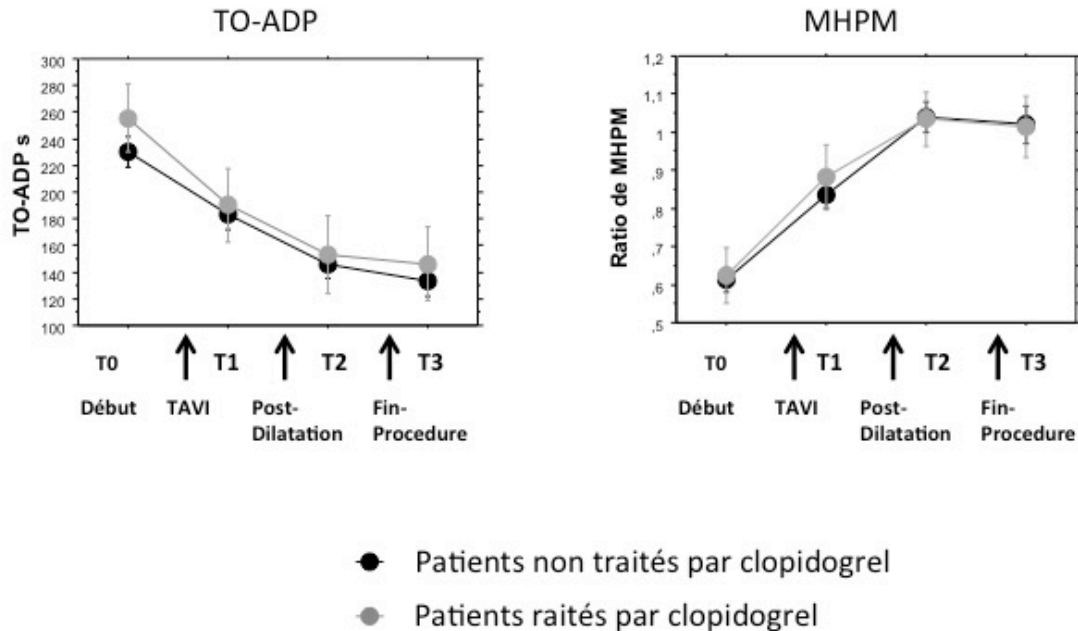 TO-ADP
MHPM
TO-ADP s
300
280
260
240
220
200
180
160
140
120
100
Ratio de MHPM
1,2
1,1
1
,9
,8
,7
,6
,5
T0 T1 T2 T3
Début TAVI Post- Fin-
Dilatation Procedure
T0 T1 T2 T3
Début TAVI Post- Fin-
Dilatation Procedure
Patients non traités par clopidogrel
Patients raités par clopidogrel